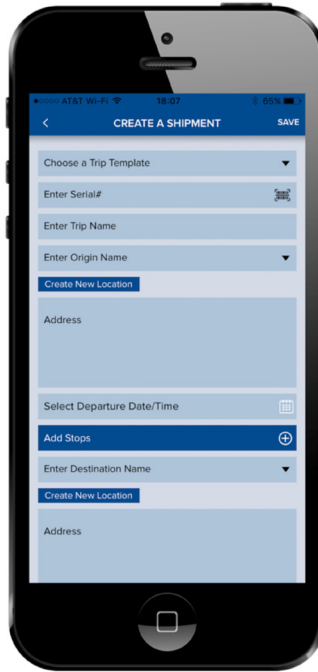 AT&T Wi-Fi 18:07 65%
CREATE A SHIPMENT SAVE
Choose a Trip Template
Enter Serial#
Enter Trip Name
Enter Origin Name
Create New Location
Address
Select Departure Date/Time
Add Stops
Enter Destination Name
Create New Location
Address